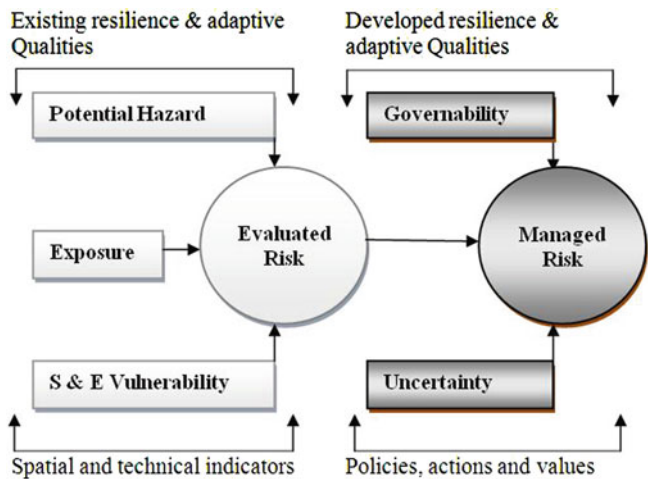 Existing resilience & adaptive
Qualities
Developed resilience &
adaptive Qualities
Potential Hazard
Governability
Exposure
Evaluated
Risk
Managed
Risk
S & E Vulnerability
Uncertainty
Spatial and technical indicators
Policies, actions and values